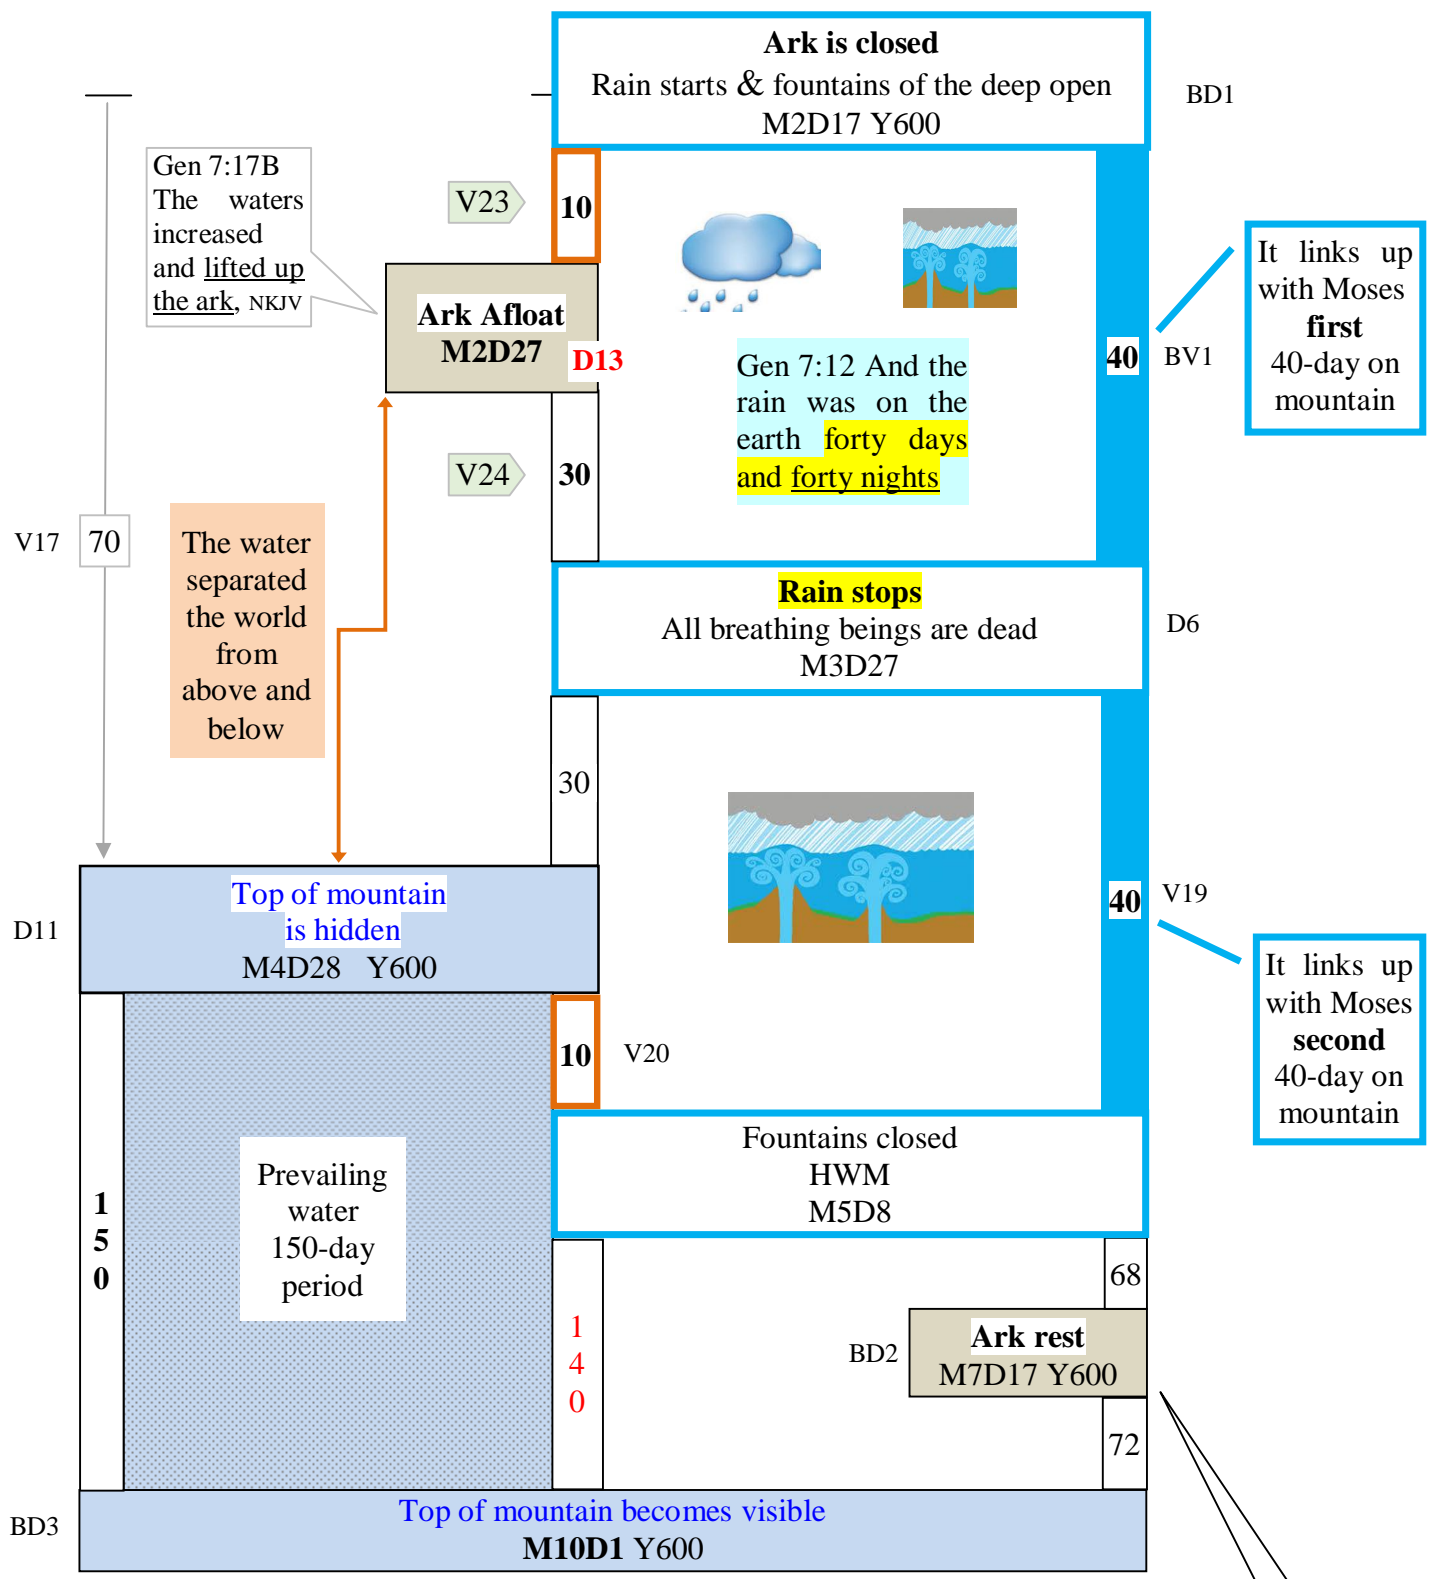 Ark is closed
Rain starts & fountains of the deep open
M2D17 Y600
BD1
Gen 7:17B
The waters
increased
and lifted up
the ark, NKJV
V23
10
Ark Afloat
M2D27
D13
Gen 7:12 And the
rain was on the
earth forty days
and forty nights
40
BV1
It links up
with Moses
first
40-day on
mountain
V24
30
V17
70
The water
separated
the world
from
above and
below
Rain stops
All breathing beings are dead
M3D27
D6
30
40
V19
It links up
with Moses
second
40-day on
mountain
D11
Top of mountain
is hidden
M4D28 Y600
10
V20
Fountains closed
HWM
M5D8
1
5
0
Prevailing
water
150-day
period
1
4
0
68
BD2
Ark rest
M7D17 Y600
72
BD3
Top of mountain becomes visible
M10D1 Y600